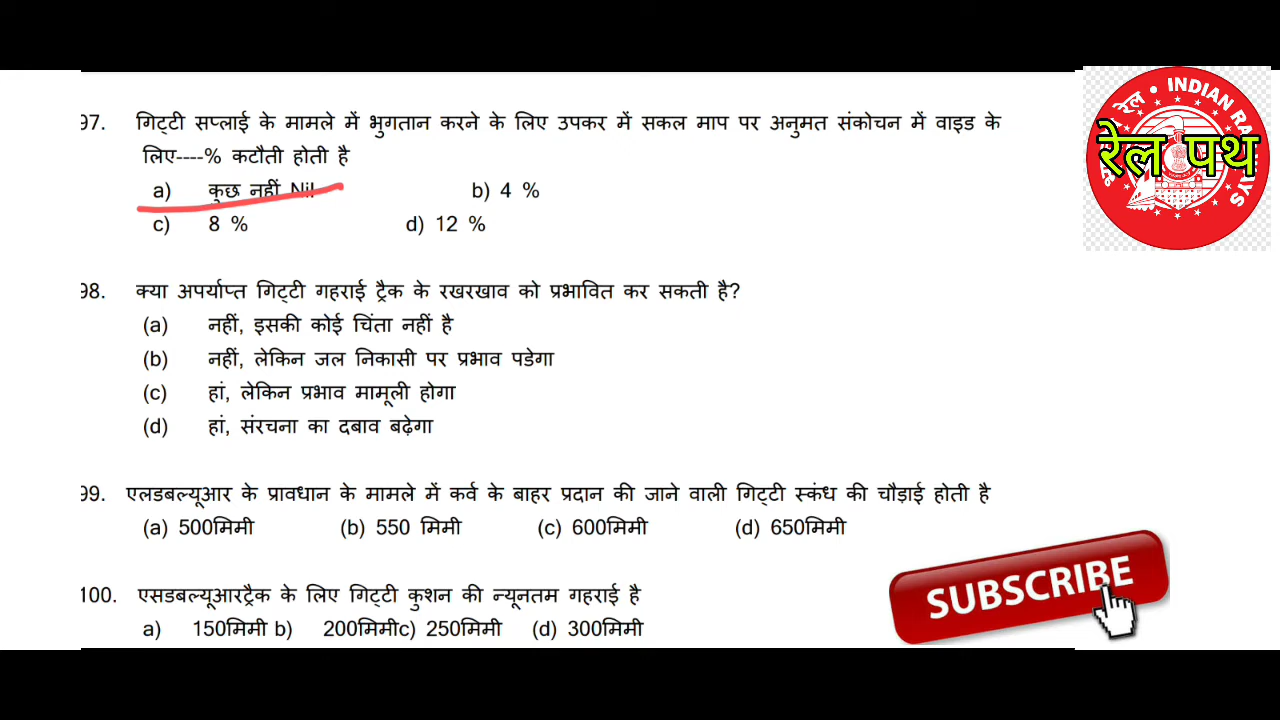 97. गिट्टी सप्लाई के मामले में भुगतान करने के लिए उपकर में सकल माप पर अनुमत संकोचन में वाइड के
लिए----% कटौती होती है
a) कुछ नहीं Nil b) 4 %
c) 8 % d) 12 %
98. क्या अपर्याप्त गिट्टी गहराई ट्रैक के रखरखाव को प्रभावित कर सकती है?
(a) नहीं, इसकी कोई चिंता नहीं है
(b) नहीं, लेकिन जल निकासी पर प्रभाव पडेगा
(c) हां, लेकिन प्रभाव मामूली होगा
(d) हां, संरचना का दबाव बढ़ेगा
99. एलडबल्यूआर के प्रावधान के मामले में कर्व के बाहर प्रदान की जाने वाली गिट्टी स्कंध की चौड़ाई होती है
(a) 500मिमी (b) 550 मिमी (c) 600मिमी (d) 650मिमी
100. एसडबल्यूआरट्रैक के लिए गिट्टी कुशन की न्यूनतम गहराई है
a) 150मिमी b) 200मिमीc) 250मिमी (d) 300मिमी
रेल • INDIAN
रेल पथ
SUBSCRIBE